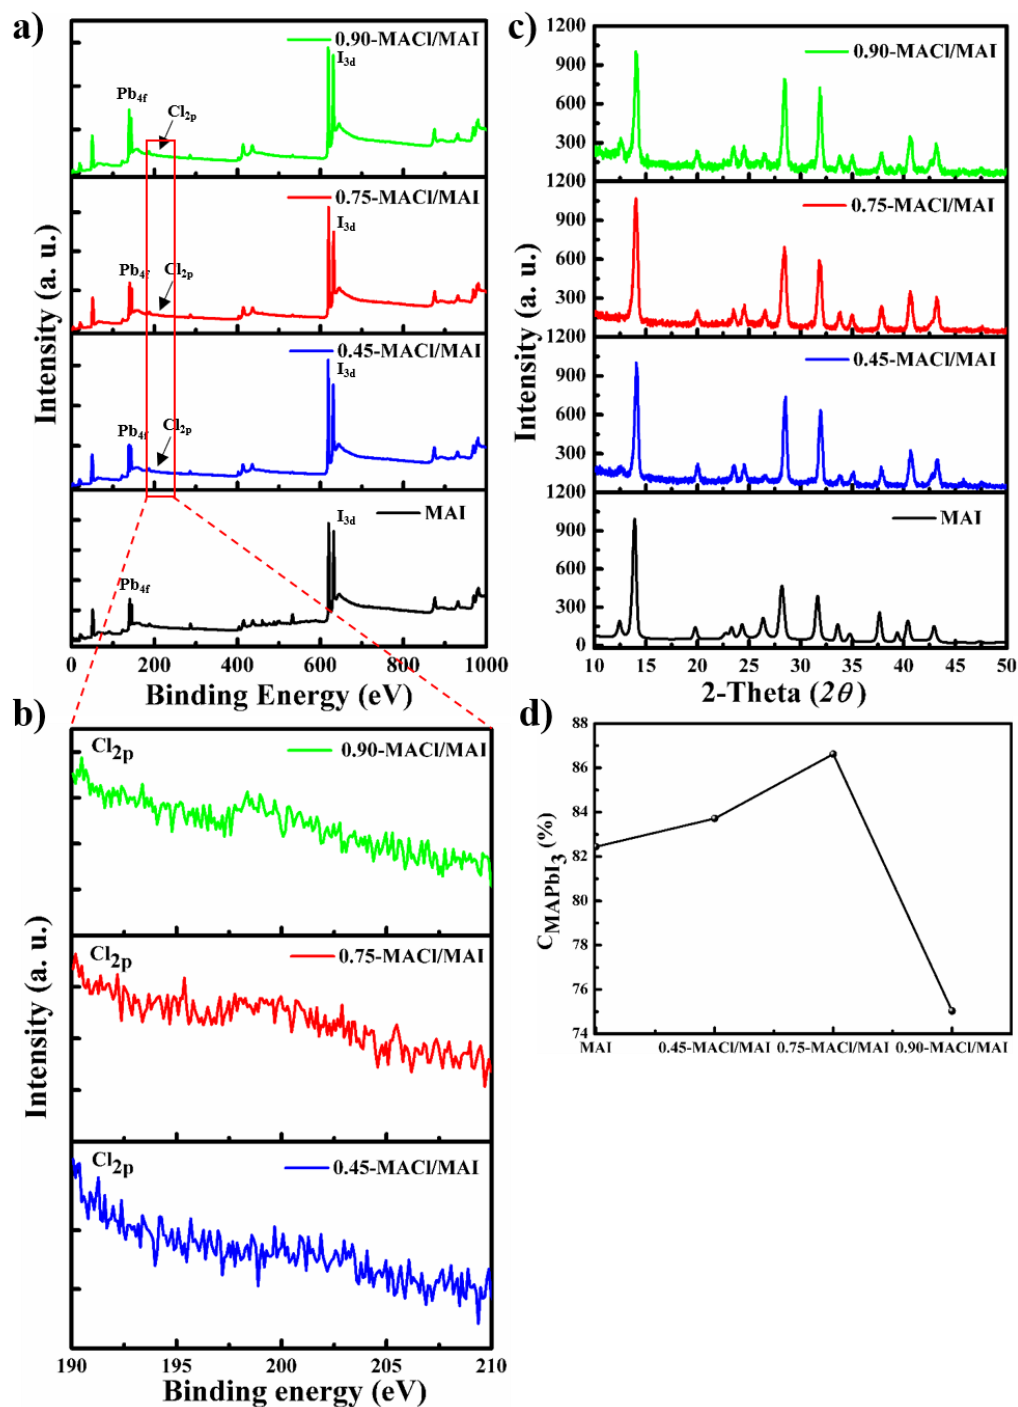 a)
0.90-MACl/MAI
I3d
Pb4f
Cl2p
0.75-MACl/MAI
I3d
Pb4f
Cl2p
0.45-MACl/MAI
I3d
Pb4f
Cl2p
MAI
I3d
Pb4f
Intensity (a. u.)
0 200 400 600 800 1000
Binding Energy (eV)
b)
Cl2p
0.90-MACl/MAI
Cl2p
0.75-MACl/MAI
Cl2p
0.45-MACl/MAI
Intensity (a. u.)
190 195 200 205 210
Binding energy (eV)
c)
1200
0.90-MACl/MAI
900
600
300
1200
0.75-MACl/MAI
900
600
300
1200
0.45-MACl/MAI
900
600
300
1200
MAI
900
600
300
0
Intensity (a. u.)
10 15 20 25 30 35 40 45 50
2-Theta (2θ)
d)
88
86
84
82
80
78
76
74
CMAPbI3 (%)
MAI 0.45-MACl/MAI 0.75-MACl/MAI 0.90-MACl/MAI